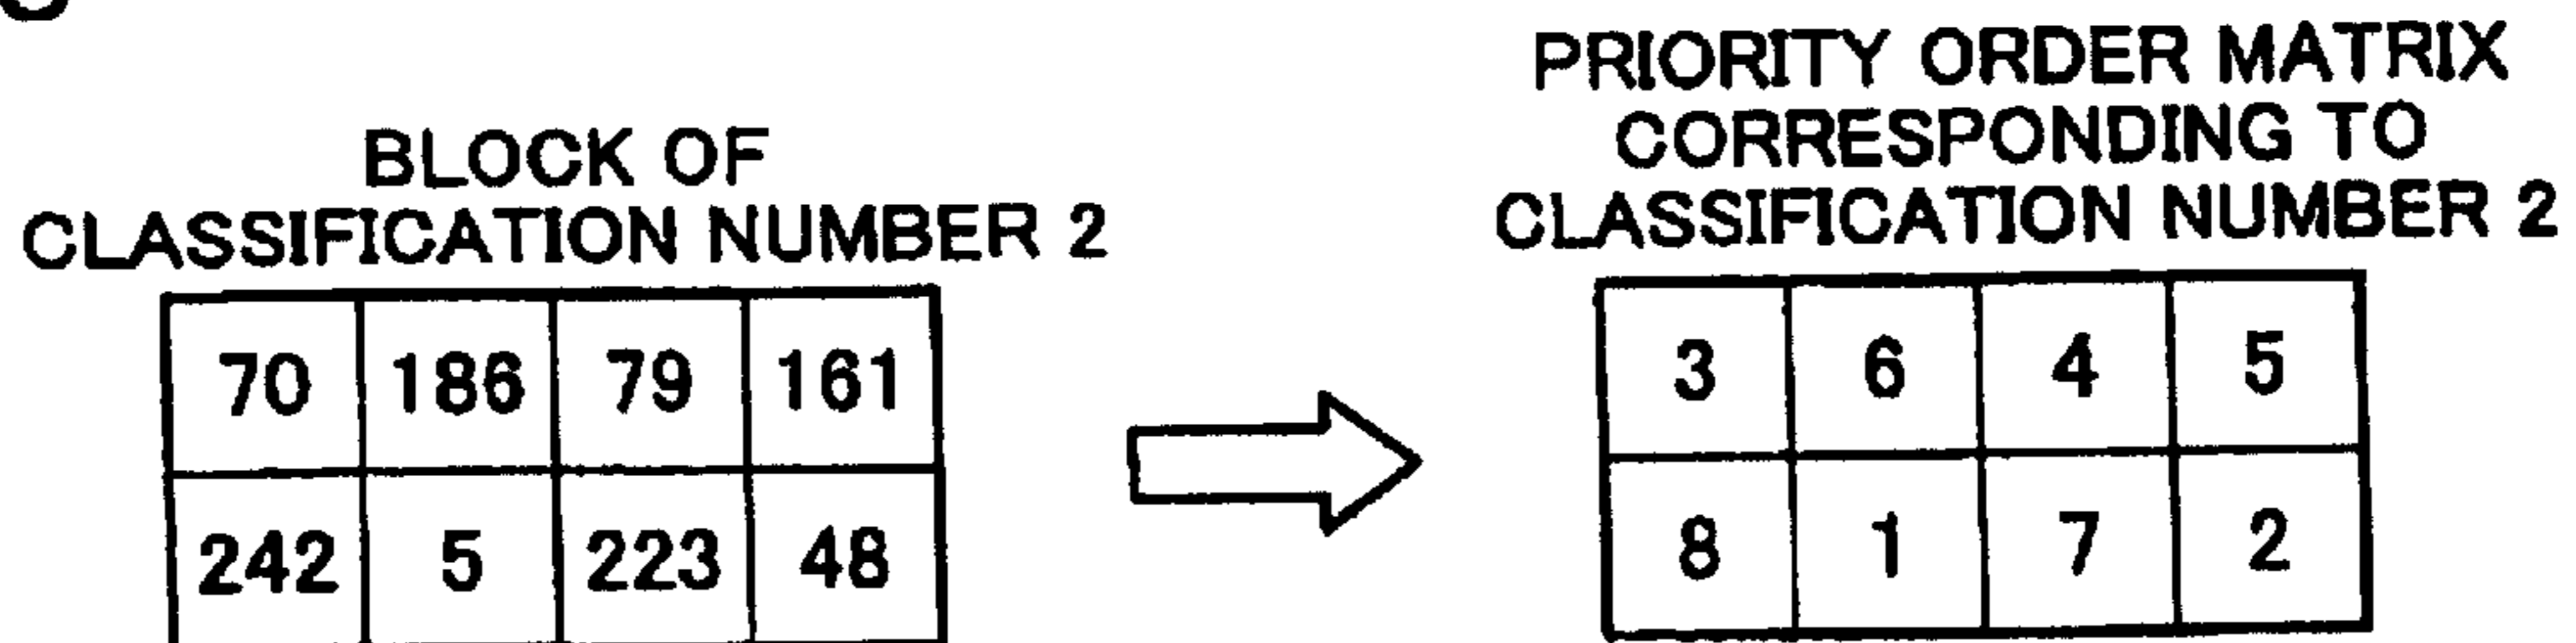 BLOCK OF
CLASSIFICATION NUMBER 2
70 186 79 161
242 5 223 48
PRIORITY ORDER MATRIX
CORRESPONDING TO
CLASSIFICATION NUMBER 2
3 6 4 5
8 1 7 2